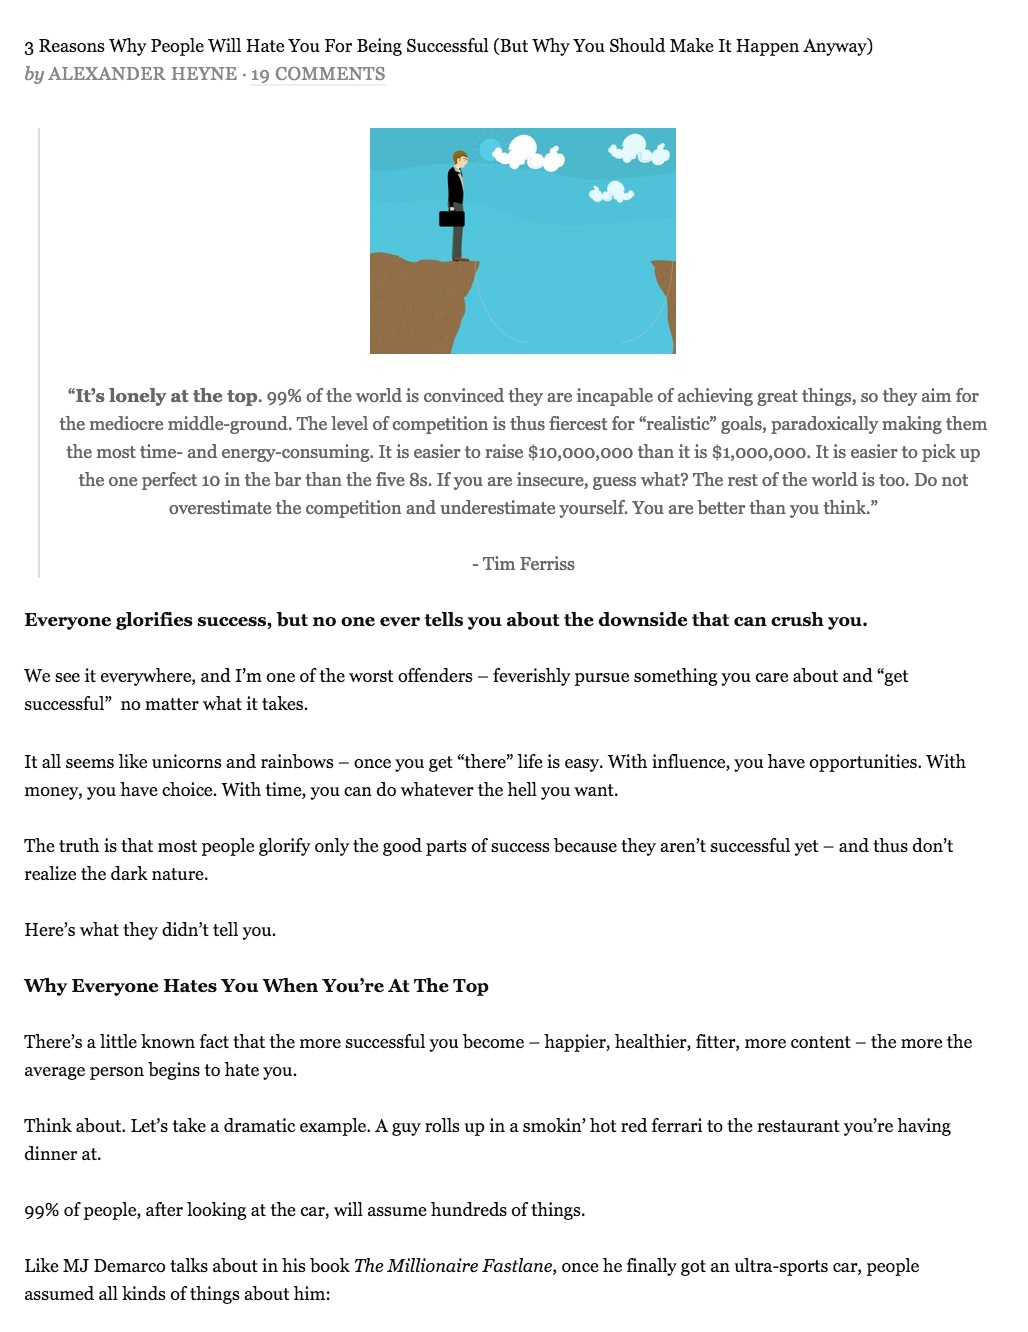 3 Reasons Why People Will Hate You For Being Successful (But Why You Should Make It Happen Anyway)
by ALEXANDER HEYNE · 19 COMMENTS
“It’s lonely at the top. 99% of the world is convinced they are incapable of achieving great things, so they aim for
the mediocre middle-ground. The level of competition is thus fiercest for “realistic” goals, paradoxically making them
the most time- and energy-consuming. It is easier to raise $10,000,000 than it is $1,000,000. It is easier to pick up
the one perfect 10 in the bar than the five 8s. If you are insecure, guess what? The rest of the world is too. Do not
overestimate the competition and underestimate yourself. You are better than you think.”
- Tim Ferriss
Everyone glorifies success, but no one ever tells you about the downside that can crush you.
We see it everywhere, and I’m one of the worst offenders – feverishly pursue something you care about and “get
successful”  no matter what it takes.
It all seems like unicorns and rainbows – once you get “there” life is easy. With influence, you have opportunities. With
money, you have choice. With time, you can do whatever the hell you want.
The truth is that most people glorify only the good parts of success because they aren’t successful yet – and thus don’t
realize the dark nature.
Here’s what they didn’t tell you.
Why Everyone Hates You When You’re At The Top
There’s a little known fact that the more successful you become – happier, healthier, fitter, more content – the more the
average person begins to hate you.
Think about. Let’s take a dramatic example. A guy rolls up in a smokin’ hot red ferrari to the restaurant you’re having
dinner at.
99% of people, after looking at the car, will assume hundreds of things.
Like MJ Demarco talks about in his book The Millionaire Fastlane, once he finally got an ultra-sports car, people
assumed all kinds of things about him: